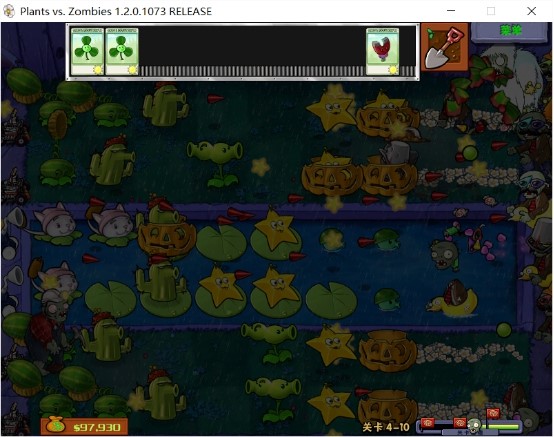 Plants vs. Zombies 1.2.0.1073 RELEASE
菜单
$97,930
关卡 4-10